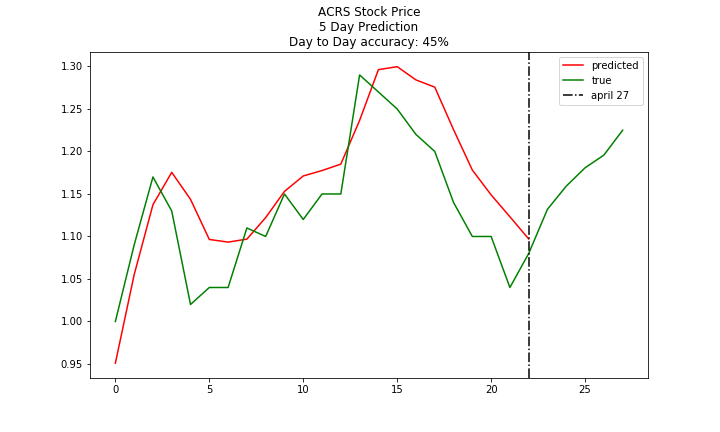 ACRS Stock Price
5 Day Prediction
Day to Day accuracy: 45%
predicted
true
april 27
1.30
1.25
1.20
1.15
1.10
1.05
1.00
0.95
0 5 10 15 20 25